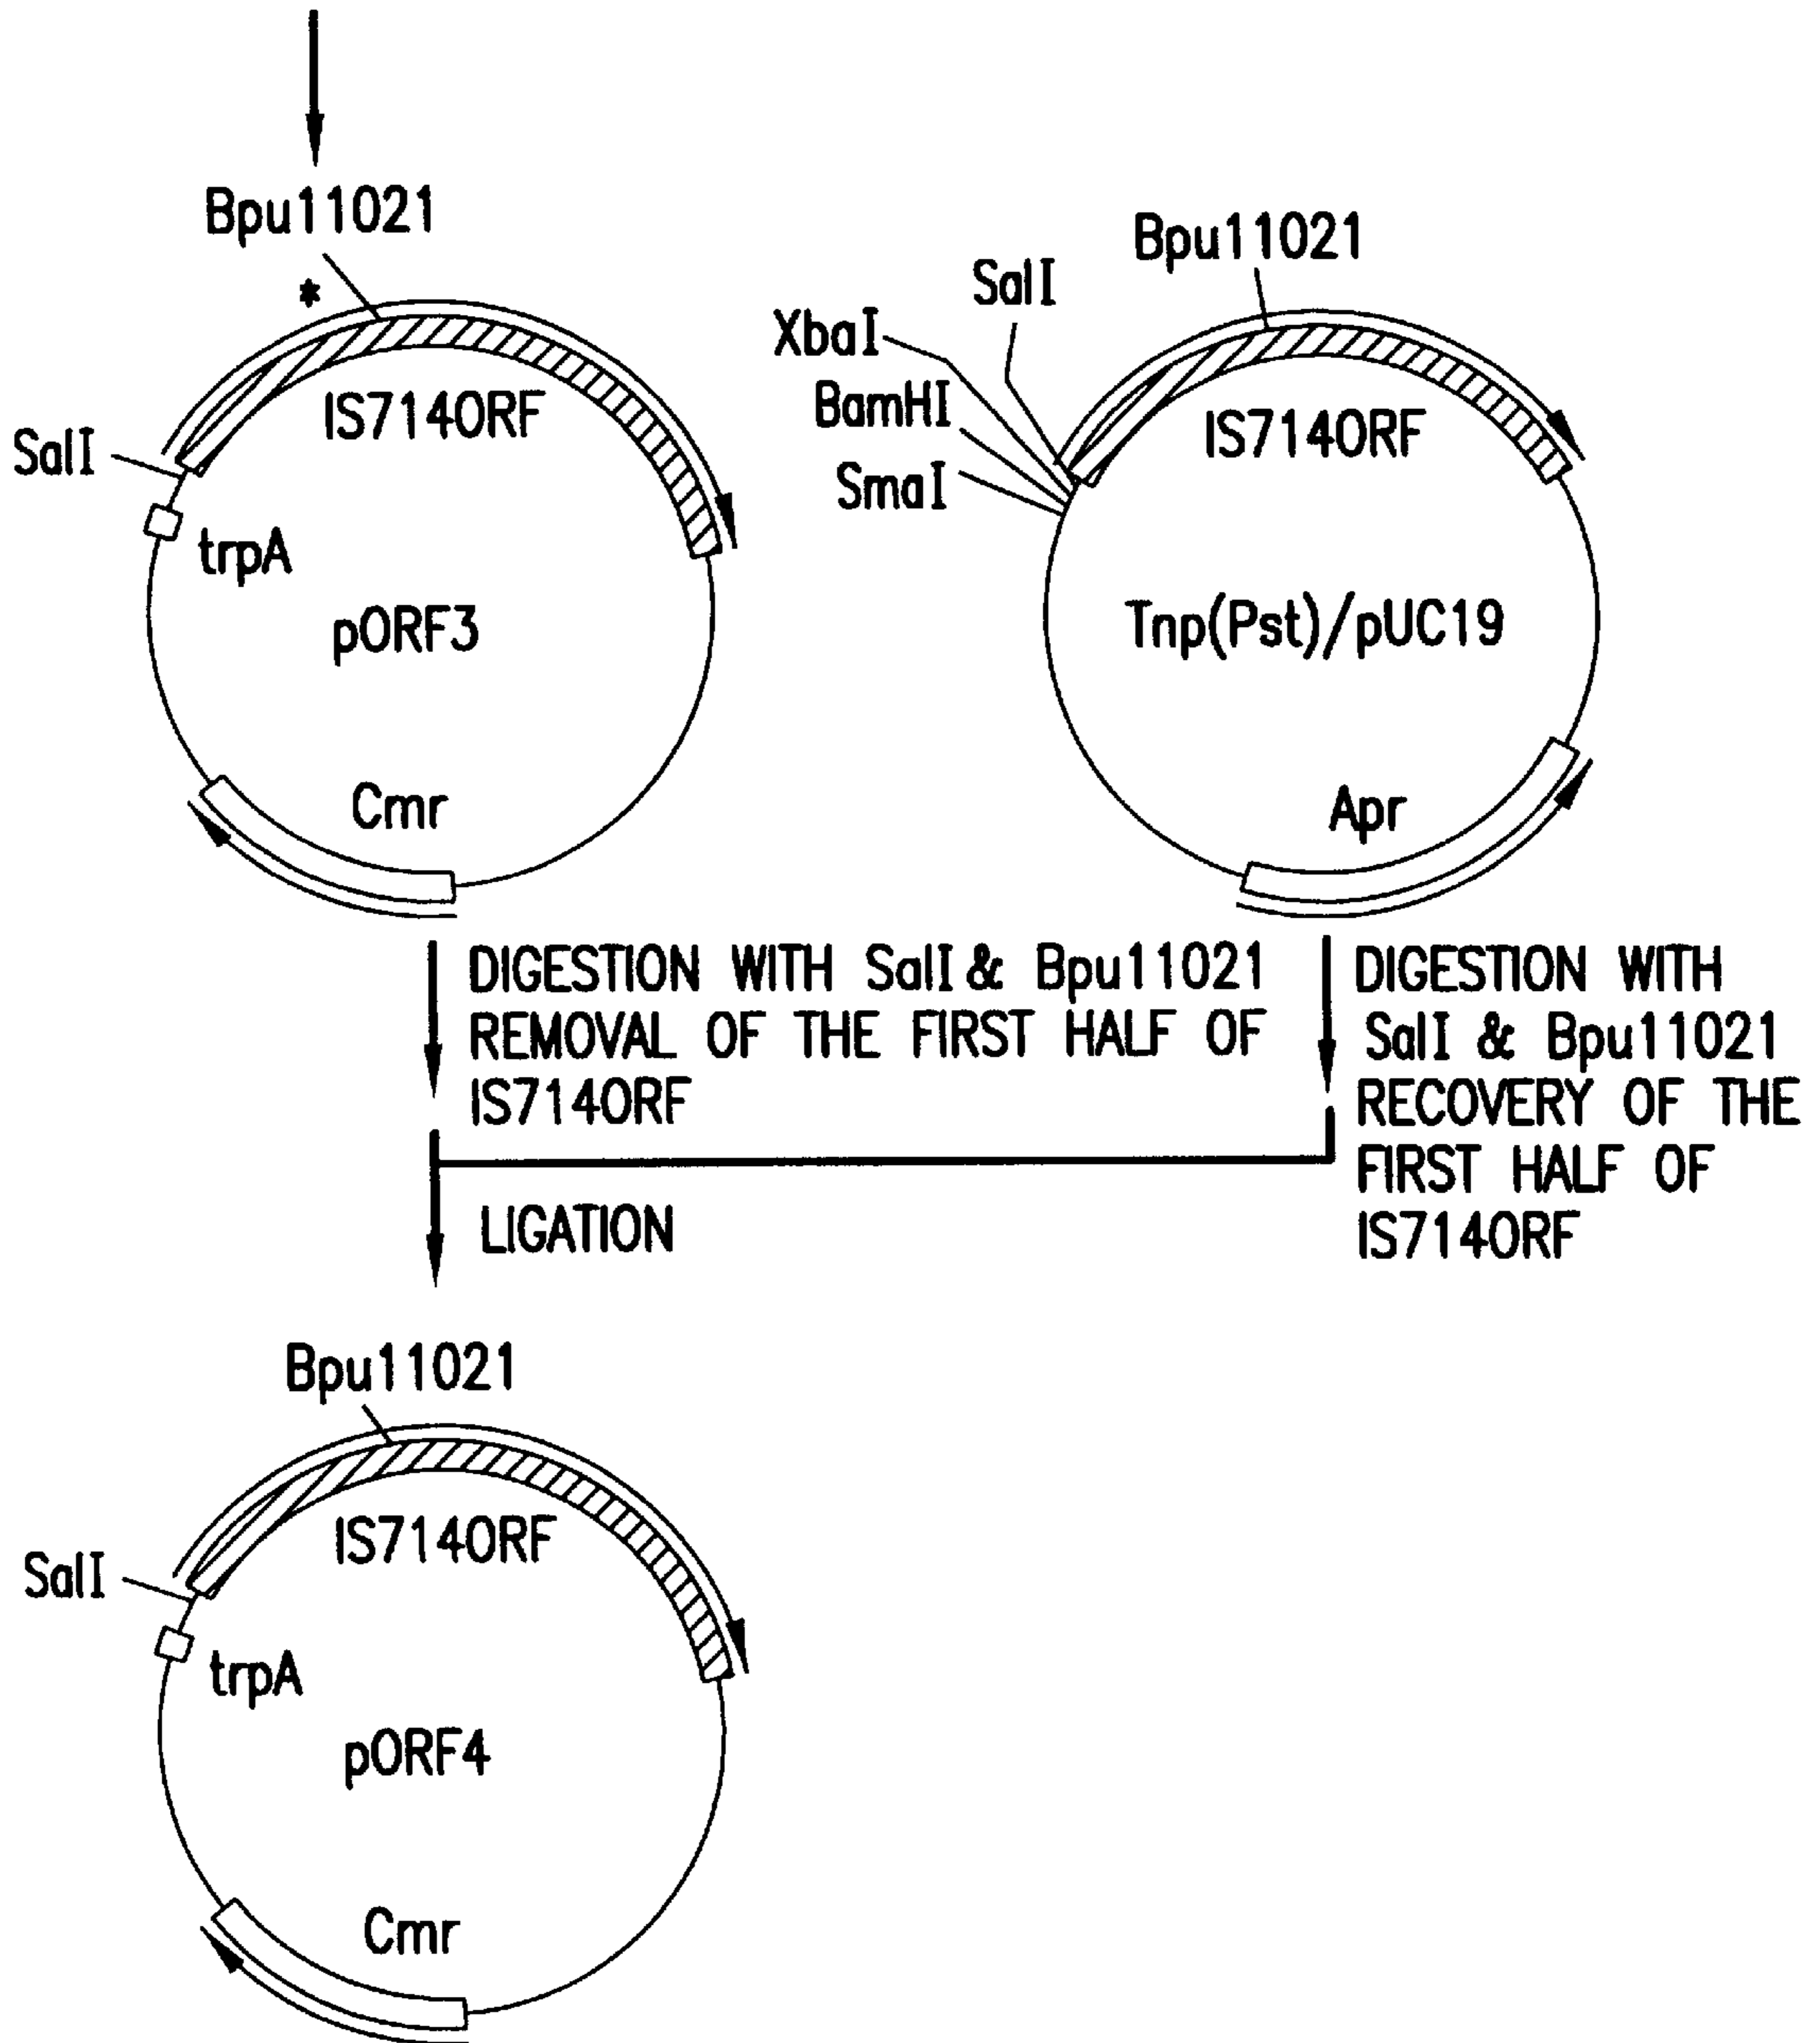 Bpu11021
*
SalI
IS714ORF
trpA
pORF3
Cmr
Bpu11021
SalI
XbaI
BamHI
SmaI
IS714ORF
Tnp(Pst)/pUC19
Apr
DIGESTION WITH SalI & Bpu11021
REMOVAL OF THE FIRST HALF OF
IS714ORF
DIGESTION WITH
SalI & Bpu11021
RECOVERY OF THE
FIRST HALF OF
IS714ORF
LIGATION
Bpu11021
SalI
IS714ORF
trpA
pORF4
Cmr